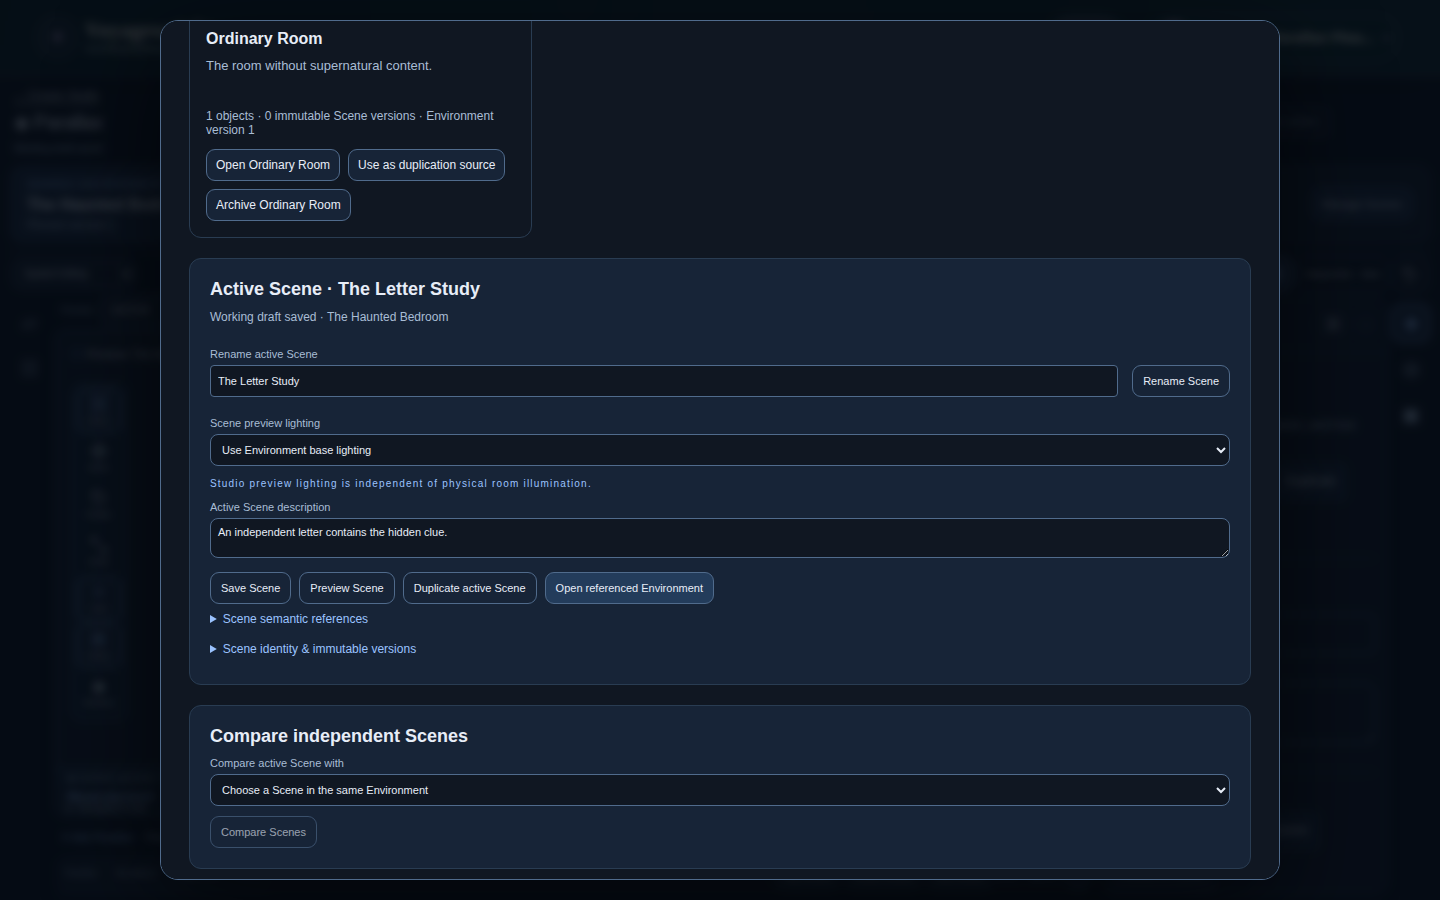 Ordinary Room
The room without supernatural content.
1 objects · 0 immutable Scene versions · Environment
version 1
Open Ordinary Room
Use as duplication source
Archive Ordinary Room
Active Scene · The Letter Study
Working draft saved · The Haunted Bedroom
Rename active Scene
The Letter Study
Rename Scene
Scene preview lighting
Use Environment base lighting
Studio preview lighting is independent of physical room illumination.
Active Scene description
An independent letter contains the hidden clue.
Save Scene
Preview Scene
Duplicate active Scene
Open referenced Environment
Scene semantic references
Scene identity & immutable versions
Compare independent Scenes
Compare active Scene with
Choose a Scene in the same Environment
Compare Scenes